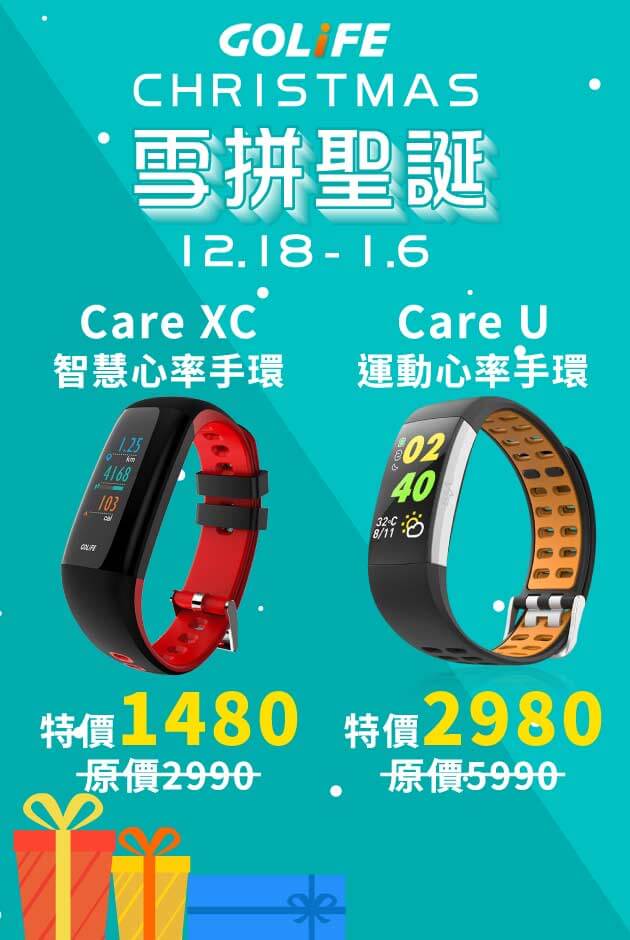 GOLiFE
CHRISTMAS
雪拼聖誕
12.18 - 1.6
Care XC
智慧心率手環
Care U
運動心率手環
1.25
km
4168
103
cal
GOLiFE
02
40
32°C
8/11
特價1480
原價2990
特價2980
原價5990